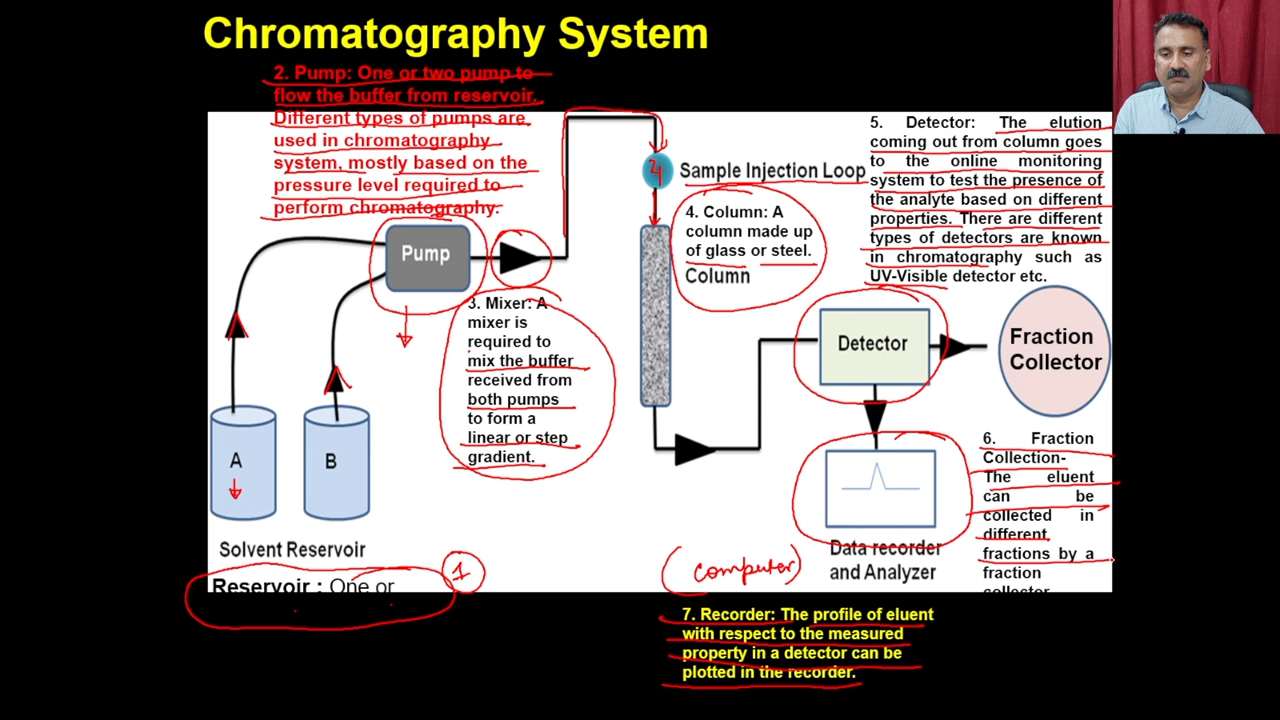 Chromatography System
2. Pump: One or two pump to
flow the buffer from reservoir.
Different types of pumps are
used in chromatography
system, mostly based on the
pressure level required to
perform chromatography.
Pump
3. Mixer: A
mixer is
required to
mix the buffer
received from
both pumps
to form a
linear or step
gradient.
A
B
Solvent Reservoir
Reservoir : One or
1
Sample Injection Loop
4. Column: A
column made up
of glass or steel.
Column
5. Detector: The elution
coming out from column goes
to the online monitoring
system to test the presence of
the analyte based on different
properties. There are different
types of detectors are known
in chromatography such as
UV-Visible detector etc.
Detector
Fraction
Collector
6. Fraction
Collection-
The eluent
can be
collected in
different
fractions by a
fraction
collector
Data recorder
and Analyzer
(computer)
7. Recorder: The profile of eluent
with respect to the measured
property in a detector can be
plotted in the recorder.